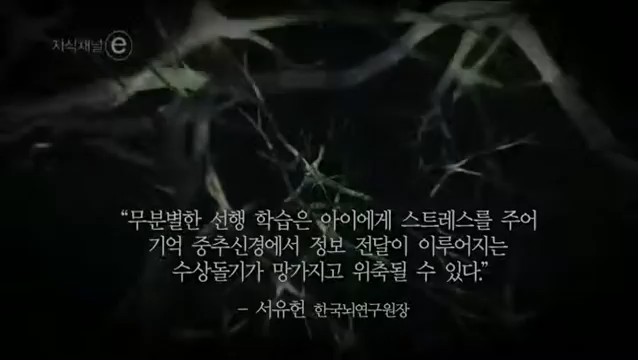 지식채널 e
“무분별한 선행 학습은 아이에게 스트레스를 주어
기억 중추신경에서 정보 전달이 이루어지는
수상돌기가 망가지고 위축될 수 있다.”
– 서유헌 한국뇌연구원장